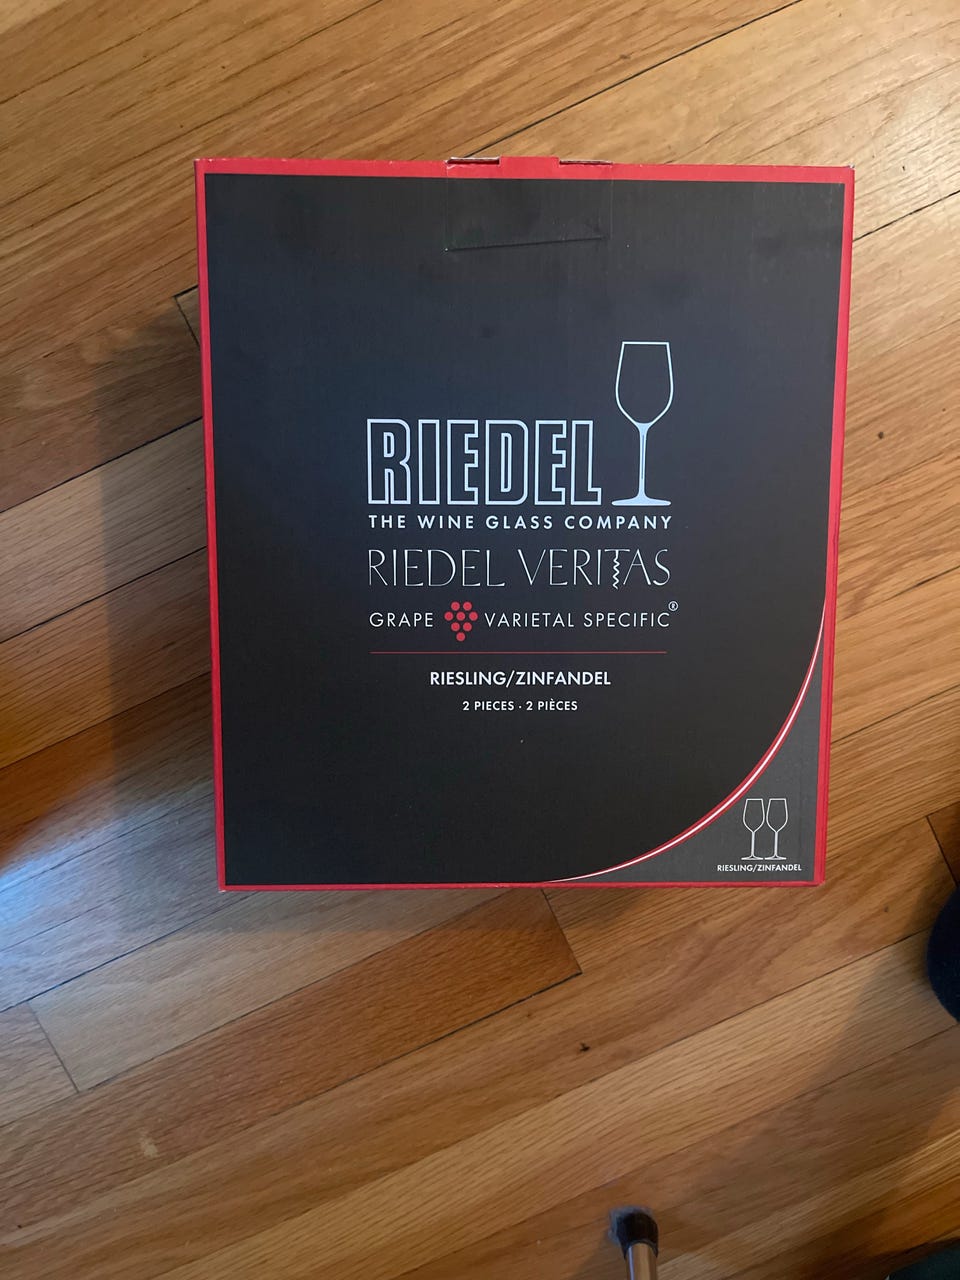 RIEDEL
THE WINE GLASS COMPANY
RIEDEL VERITAS
GRAPE VARIETAL SPECIFIC®
RIESLING/ZINFANDEL
2 PIECES · 2 PIÈCES
RIESLING/ZINFANDEL